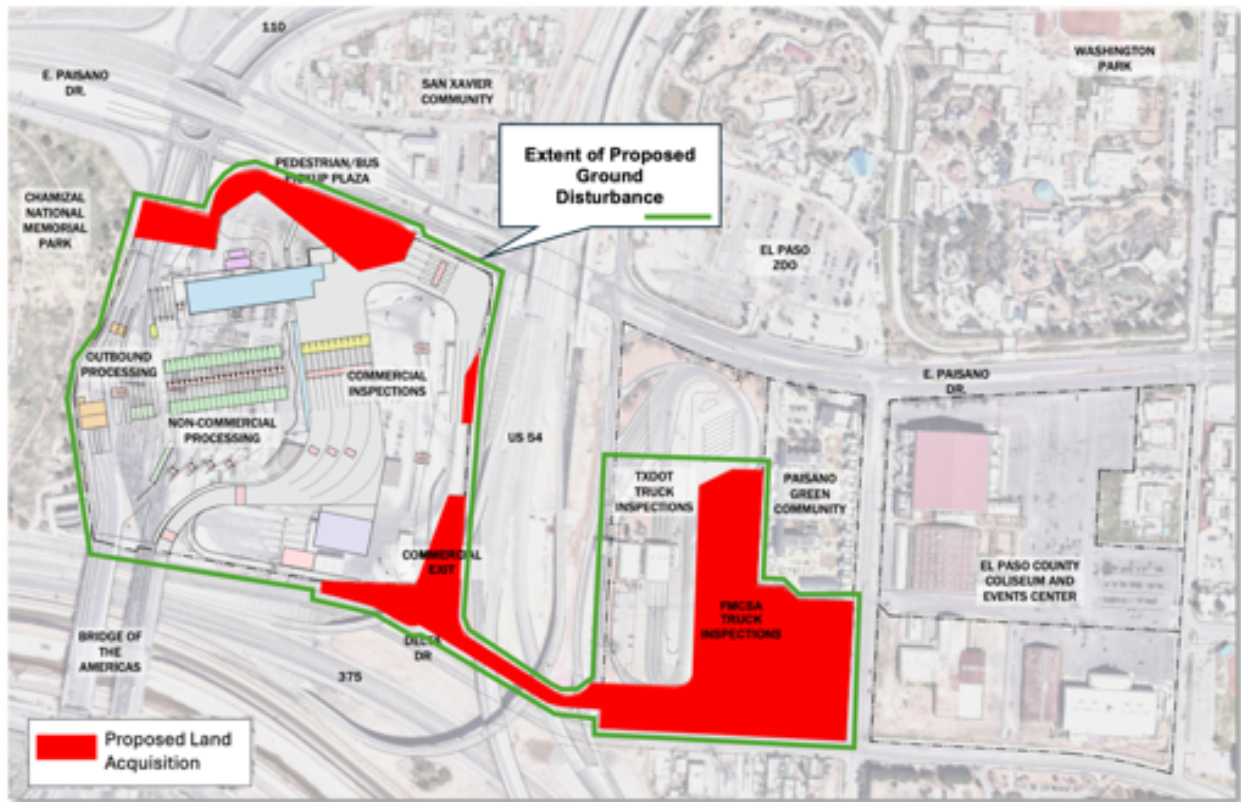 110
E. PAISANO
DR.
SAN XAVIER
COMMUNITY
WASHINGTON
PARK
Extent of Proposed
Ground
Disturbance
PEDESTRIAN/BUS
PICKUP PLAZA
CHAMIZAL
NATIONAL
MEMORIAL
PARK
EL PASO
ZOO
OUTBOUND
PROCESSING
COMMERCIAL
INSPECTIONS
E. PAISANO
DR.
NON-COMMERCIAL
PROCESSING
US 54
TXDOT
TRUCK
INSPECTIONS
PAISANO
GREEN
COMMUNITY
COMMERCIAL
EXIT
EL PASO COUNTY
COLISEUM AND
EVENTS CENTER
FMCSA
TRUCK
INSPECTIONS
BRIDGE OF
THE
AMERICAS
DELTA
DR
375
Proposed Land
Acquisition